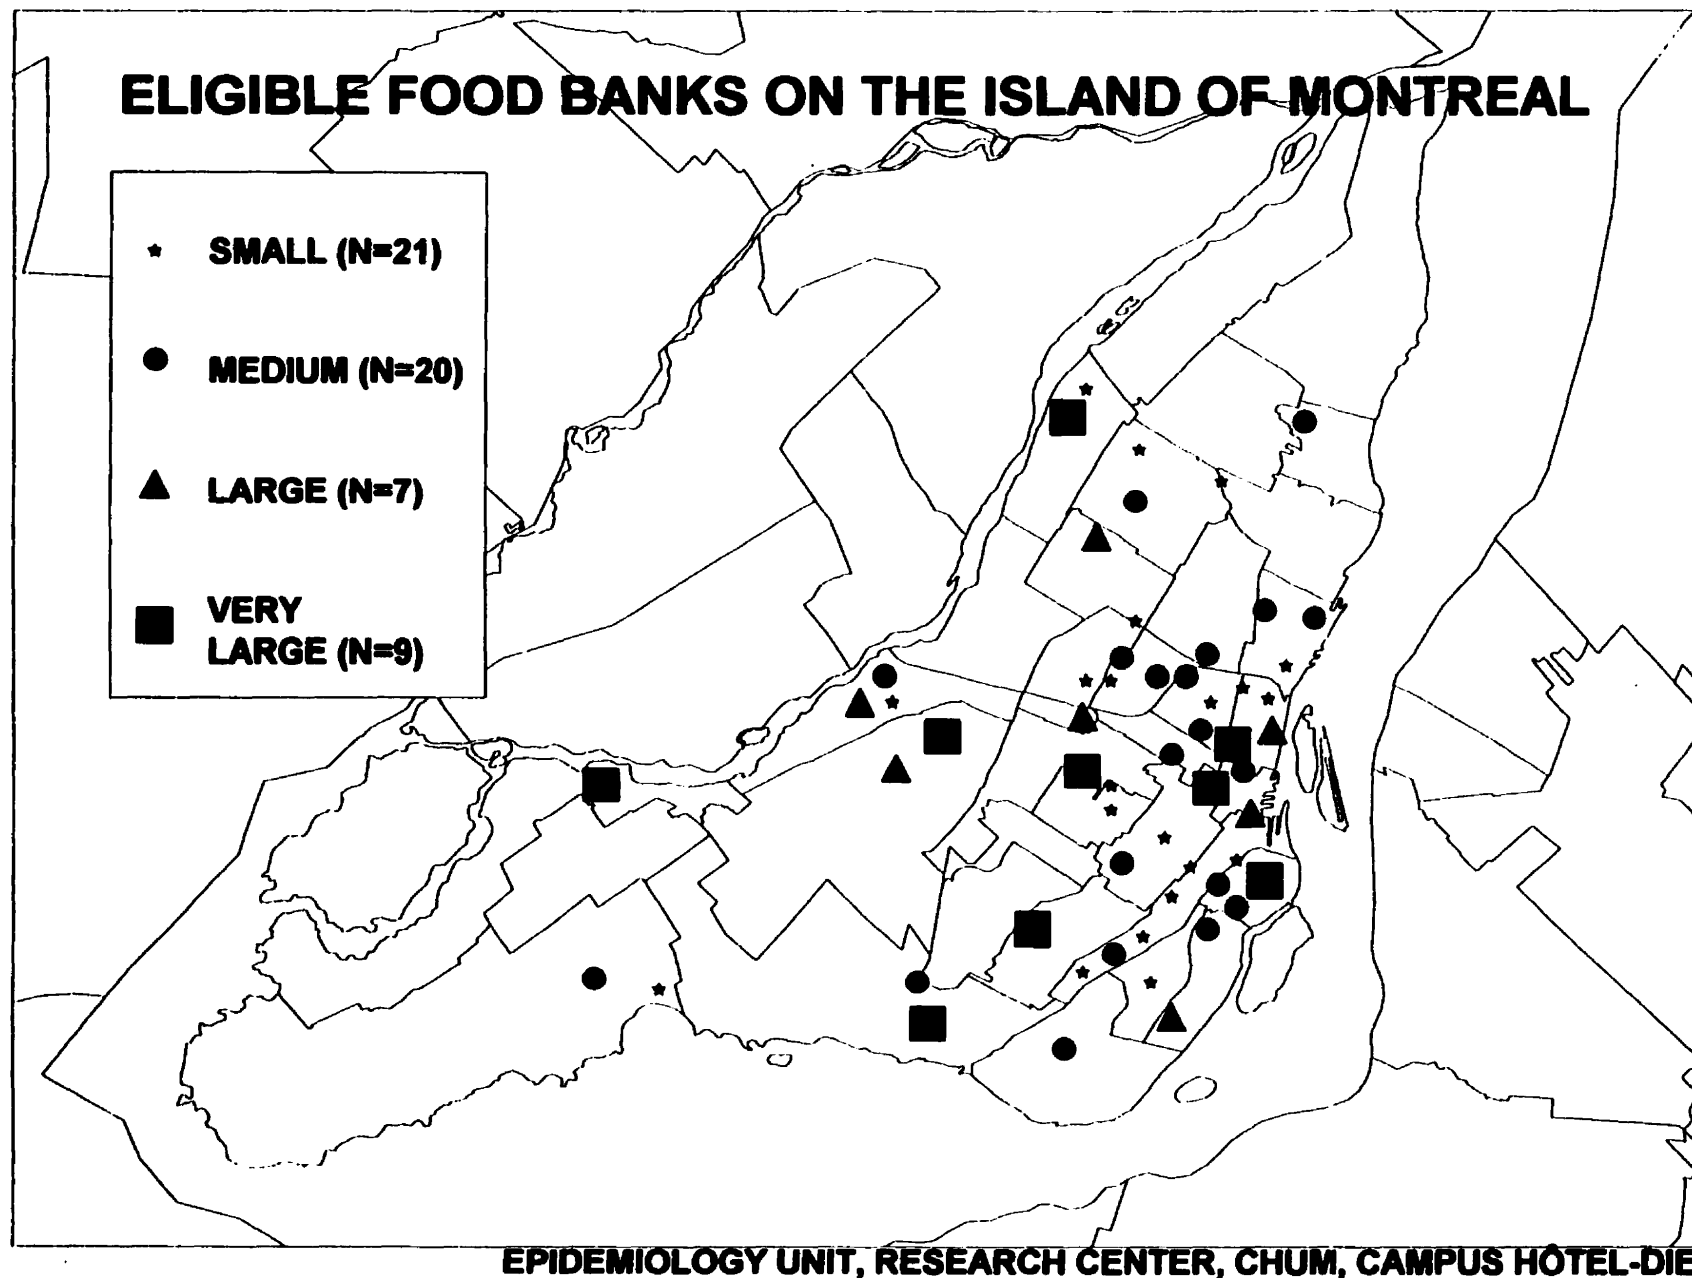 ELIGIBLE FOOD BANKS ON THE ISLAND OF MONTREAL
SMALL (N=21)
MEDIUM (N=20)
LARGE (N=7)
VERY
LARGE (N=9)
EPIDEMIOLOGY UNIT, RESEARCH CENTER, CHUM, CAMPUS HÔTEL-DIE